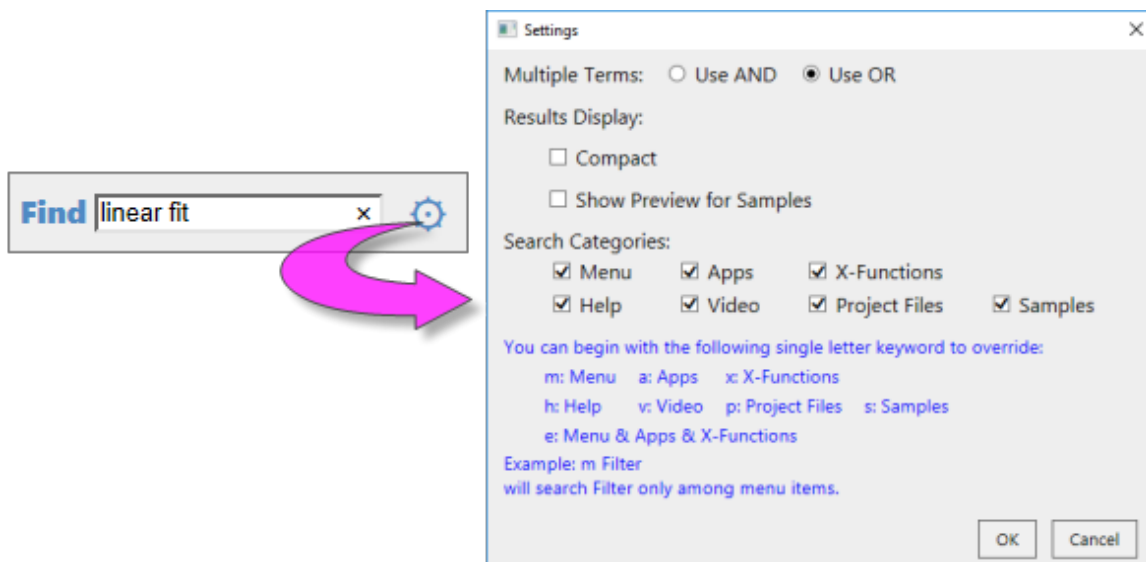 Find linear fit ×
Settings
Multiple Terms: Use AND Use OR
Results Display:
Compact
Show Preview for Samples
Search Categories:
Menu Apps X-Functions
Help Video Project Files Samples
You can begin with the following single letter keyword to override:
m: Menu a: Apps x: X-Functions
h: Help v: Video p: Project Files s: Samples
e: Menu & Apps & X-Functions
Example: m Filter
will search Filter only among menu items.
OK Cancel